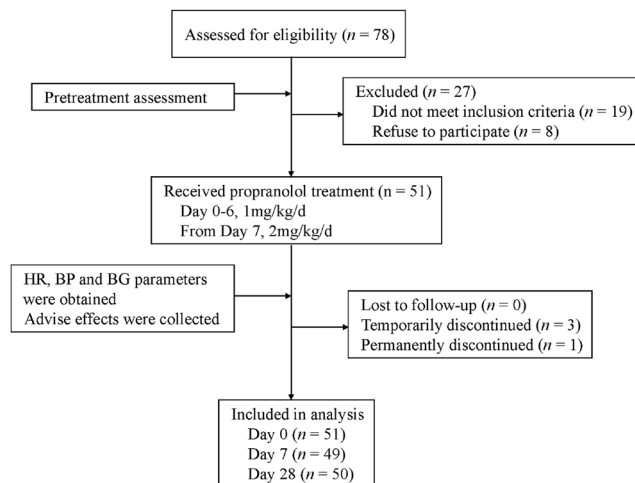 Assessed for eligibility (n = 78)
Pretreatment assessment
Excluded (n = 27)
Did not meet inclusion criteria (n = 19)
Refuse to participate (n = 8)
Received propranolol treatment (n = 51)
Day 0-6, 1mg/kg/d
From Day 7, 2mg/kg/d
HR, BP and BG parameters
were obtained
Advise effects were collected
Lost to follow-up (n = 0)
Temporarily discontinued (n = 3)
Permanently discontinued (n = 1)
Included in analysis
Day 0 (n = 51)
Day 7 (n = 49)
Day 28 (n = 50)